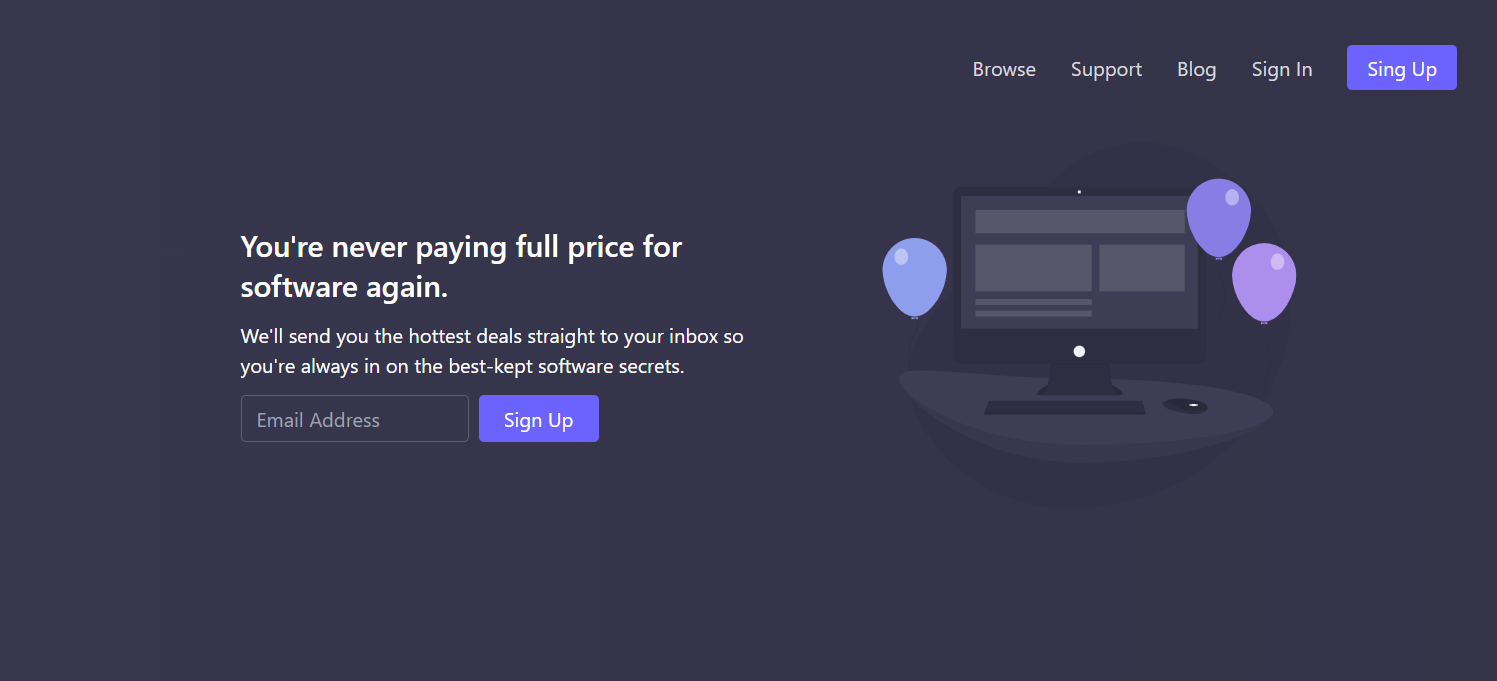 Browse Support Blog Sign In Sing Up
You're never paying full price for
software again.
We'll send you the hottest deals straight to your inbox so
you're always in on the best-kept software secrets.
Email Address Sign Up